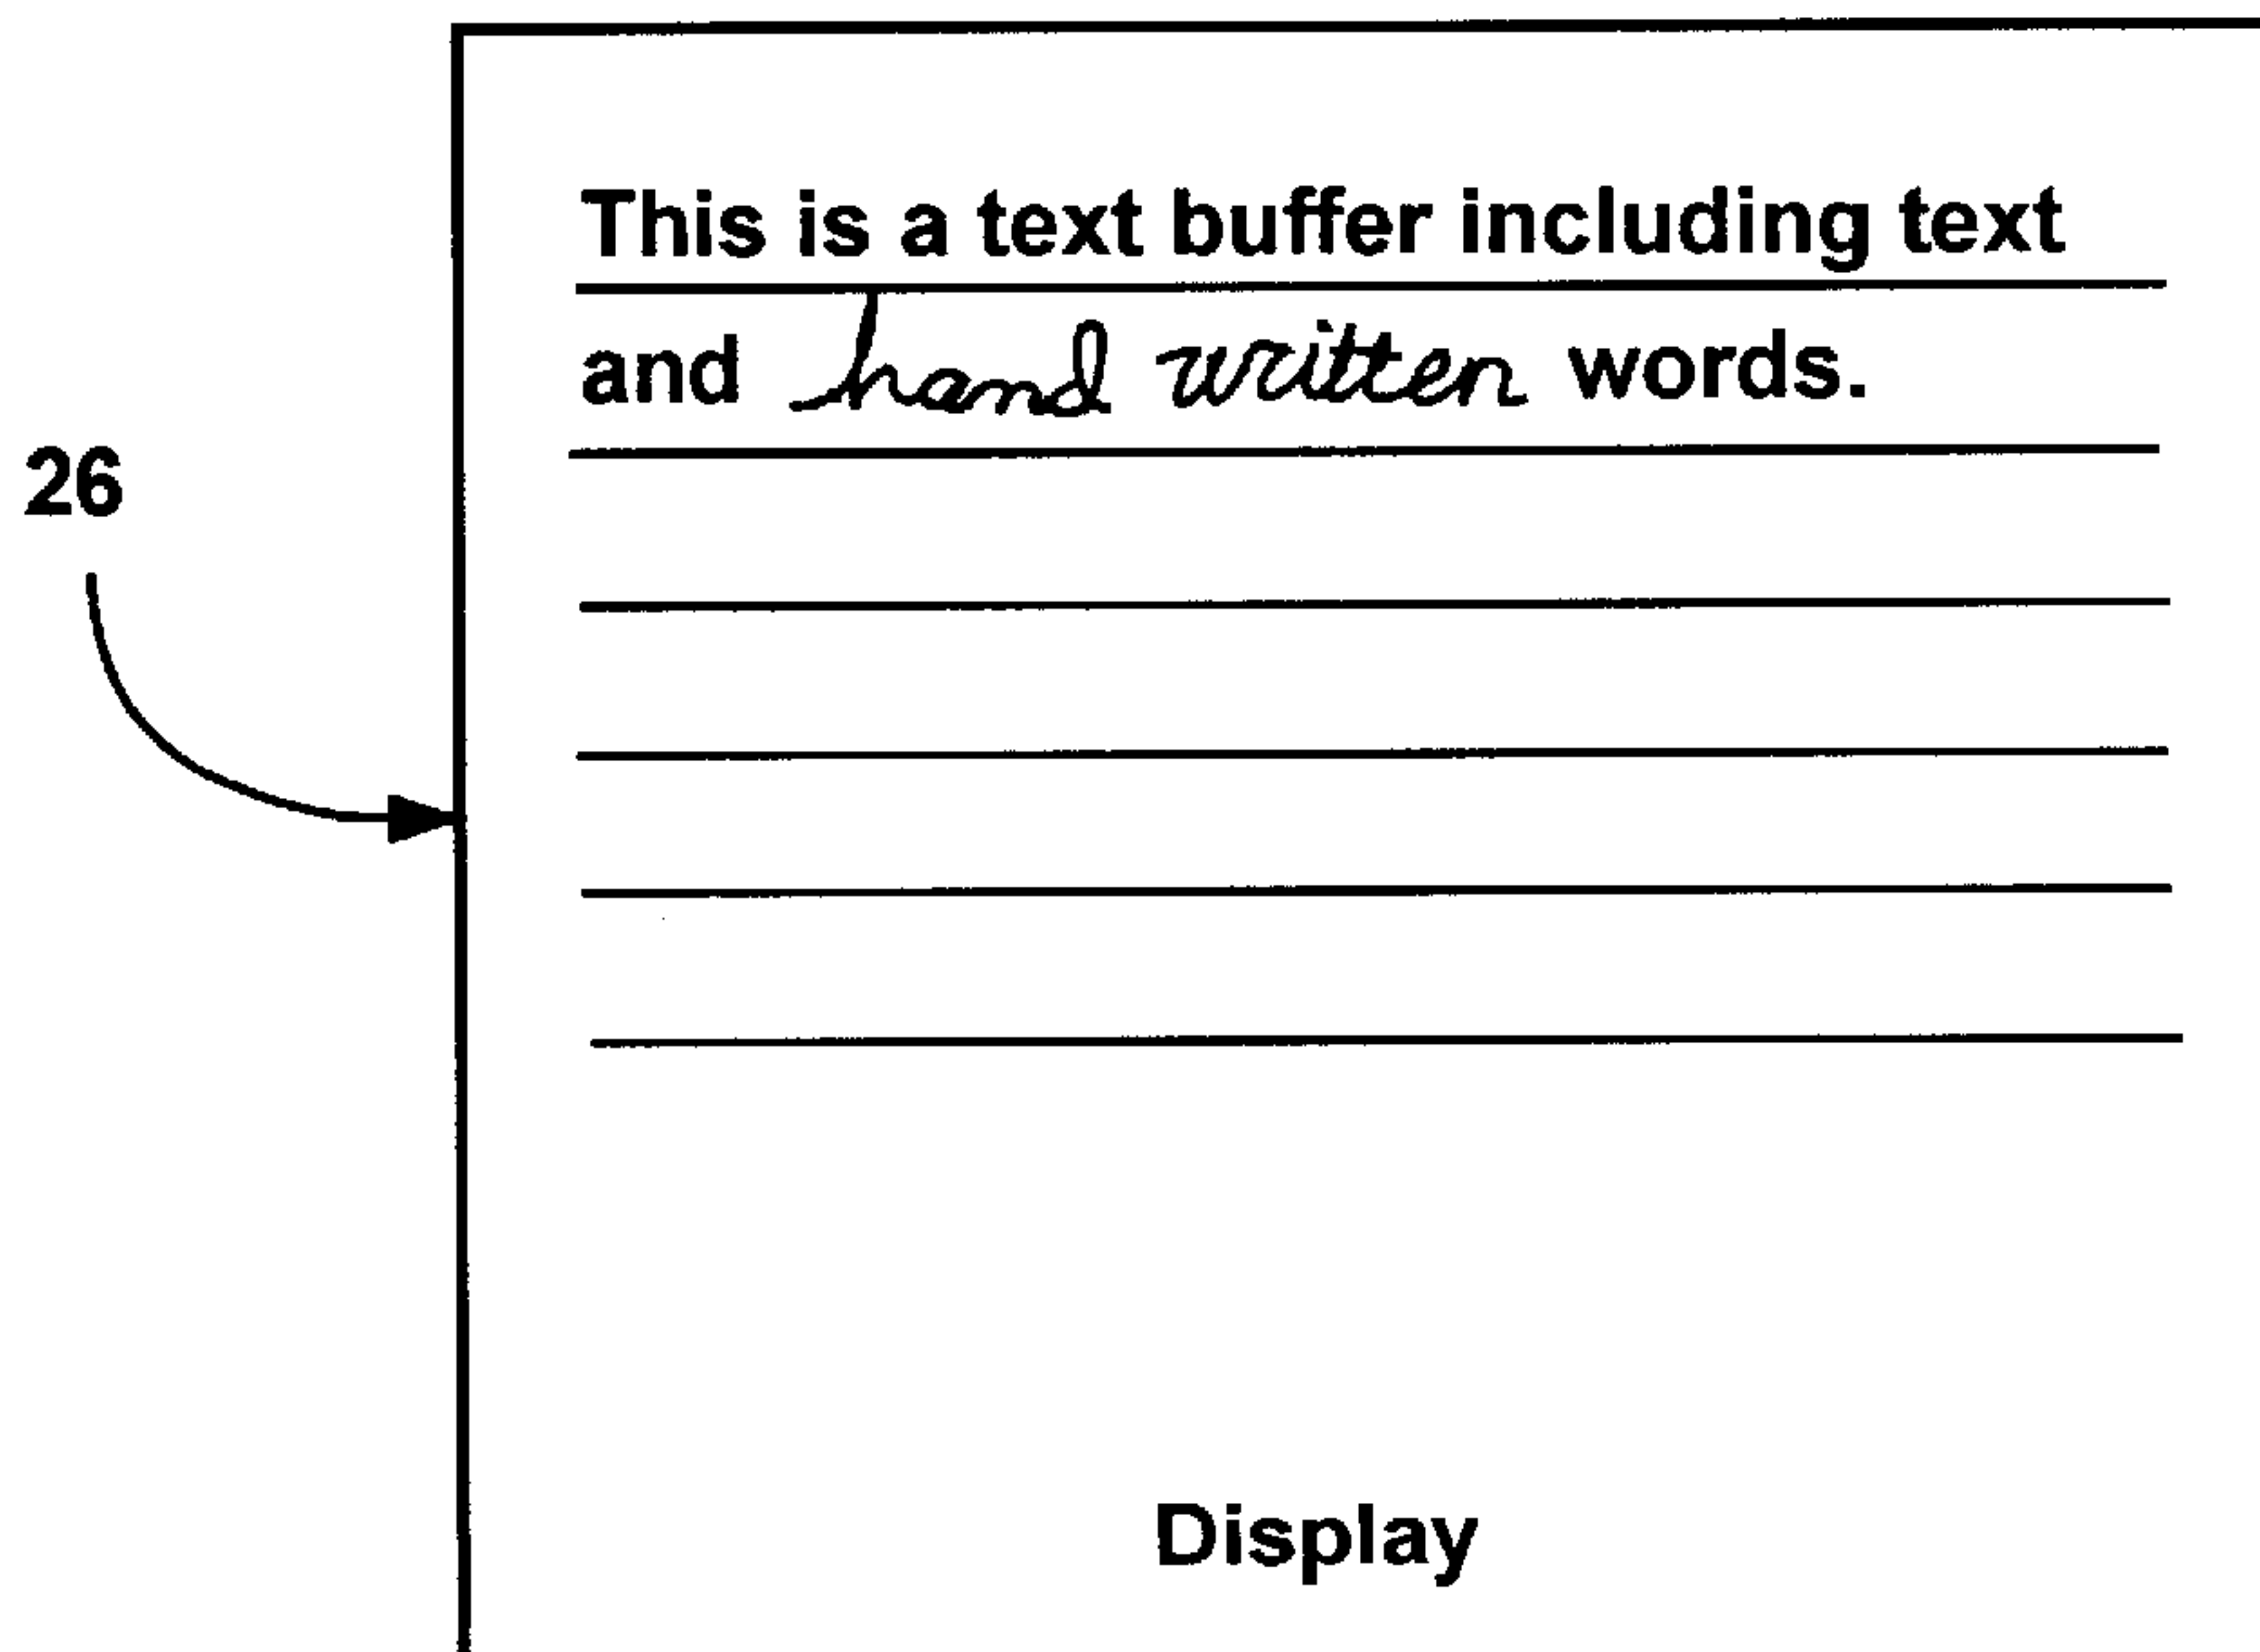 This is a text buffer including text
and hand written words.
26
Display